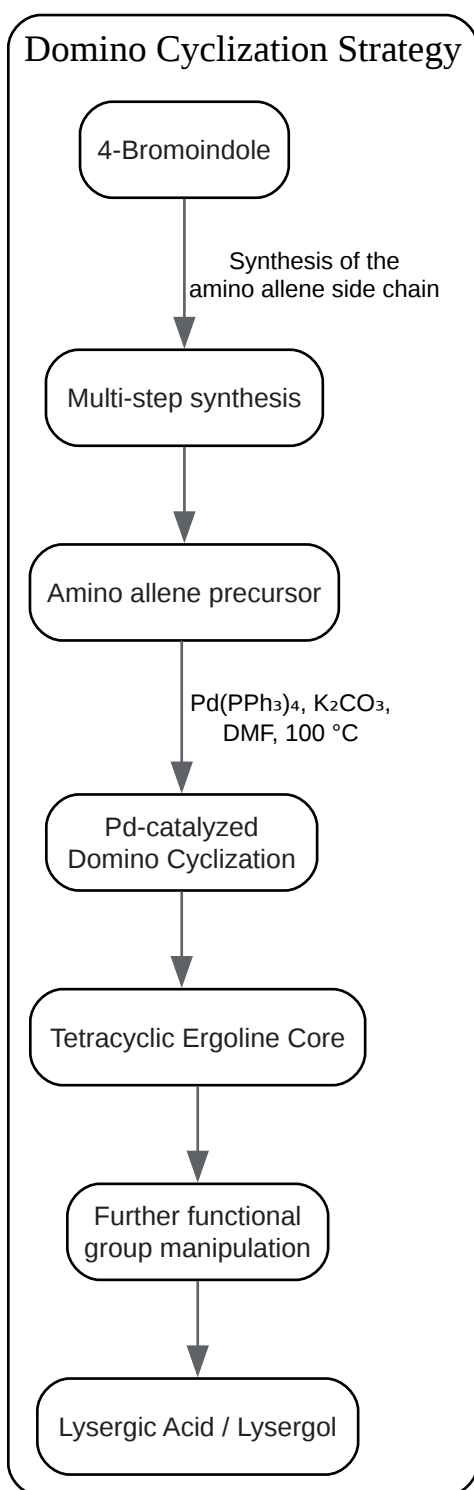 Domino Cyclization Strategy
4-Bromoindole
Synthesis of the
amino allene side chain
Multi-step synthesis
Amino allene precursor
Pd(PPh₃)₄, K₂CO₃,
DMF, 100 °C
Pd-catalyzed
Domino Cyclization
Tetracyclic Ergoline Core
Further functional
group manipulation
Lysergic Acid / Lysergol